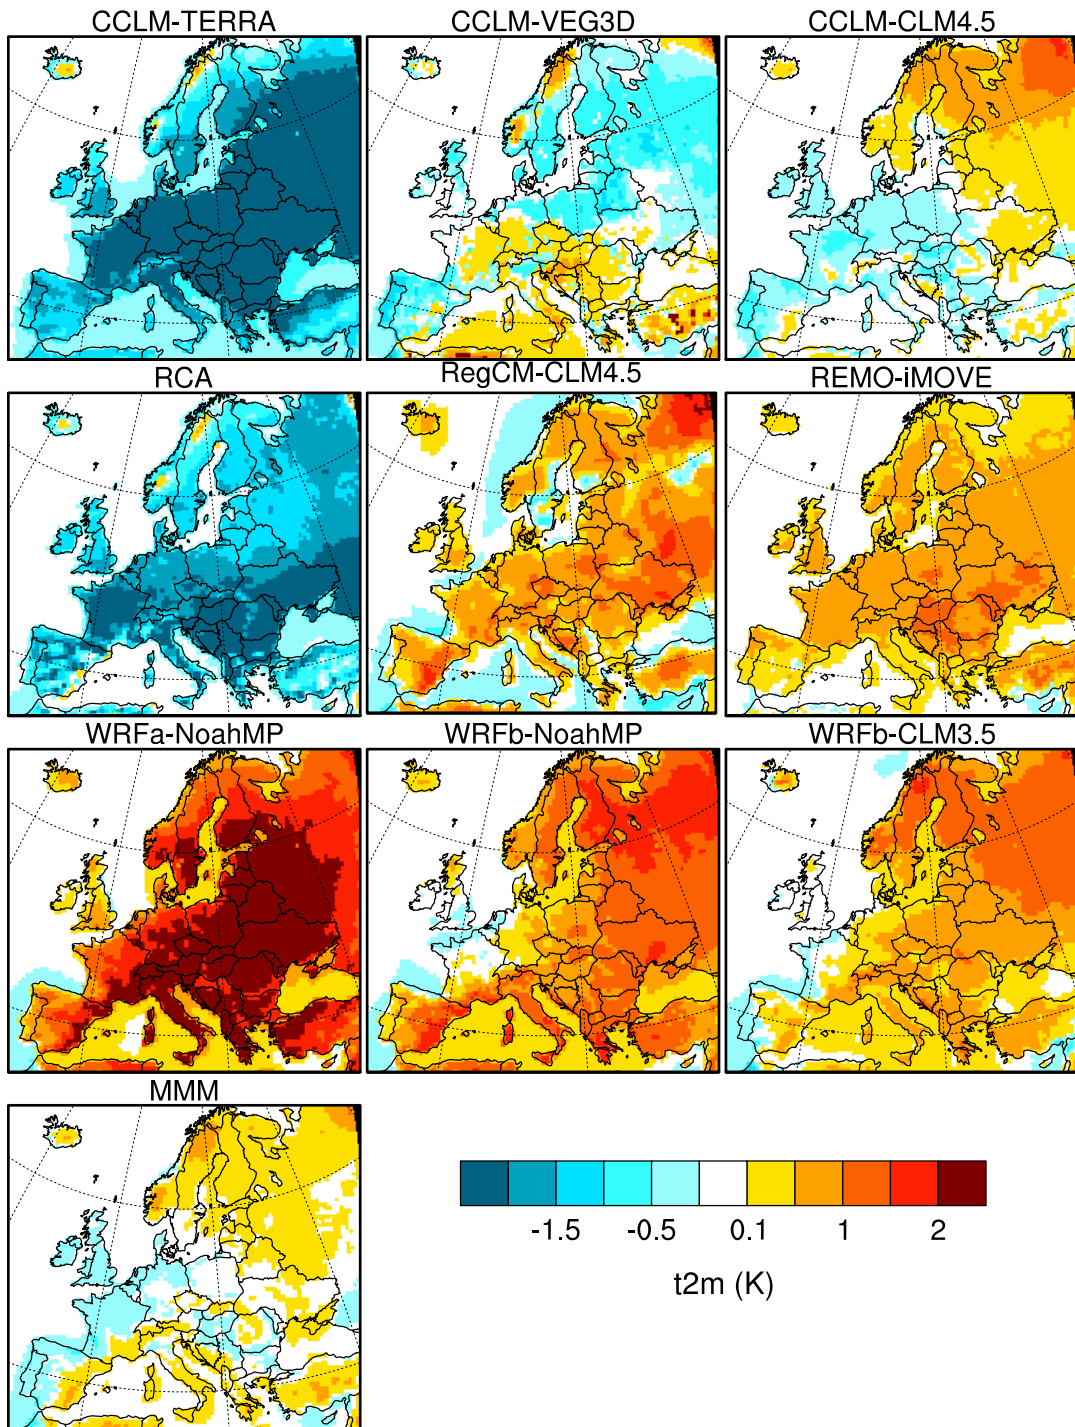 CCLM-TERRA CCLM-VEG3D CCLM-CLM4.5
RCA RegCM-CLM4.5 REMO-iMOVE
WRFa-NoahMP WRFb-NoahMP WRFb-CLM3.5
MMM
-1.5 -0.5 0.1 1 2
t2m (K)